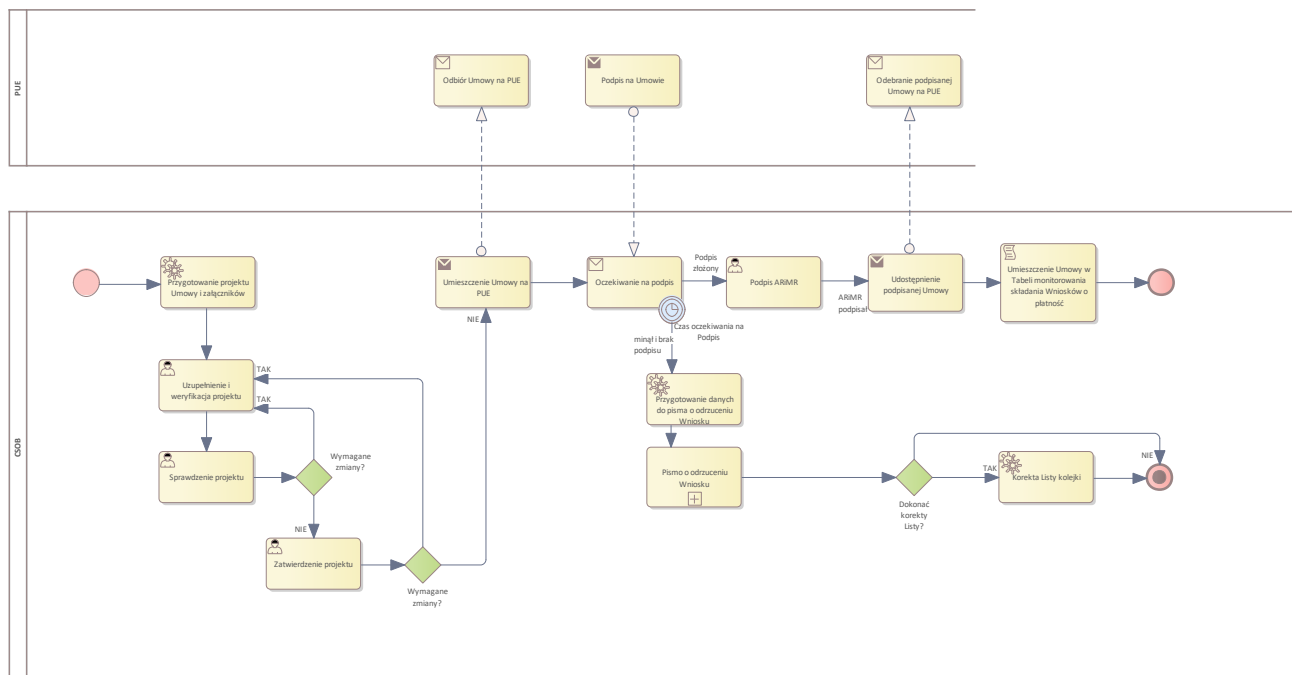 PUE
Odbiór Umowy na PUE
Podpis na Umowie
Odebranie podpisanej
Umowy na PUE
CSOB
Przygotowanie projektu
Umowy i załączników
Umieszczenie Umowy na
PUE
Oczekiwanie na podpis
Podpis
złożony
Podpis ARiMR
ARiMR
podpisał
Udostępnienie
podpisanej Umowy
Umieszczenie Umowy w
Tabeli monitorowania
składania Wniosków o
płatność
NIE
Czas oczekiwania na
Podpis
minął i brak
podpisu
Uzupełnienie i
weryfikacja projektu
TAK
TAK
Przygotowanie danych
do pisma o odrzuceniu
Wniosku
Sprawdzenie projektu
Wymagane
zmiany?
Pismo o odrzuceniu
Wniosku
TAK
Korekta Listy kolejki
NIE
Dokonać
korekty
Listy?
NIE
Zatwierdzenie projektu
Wymagane
zmiany?